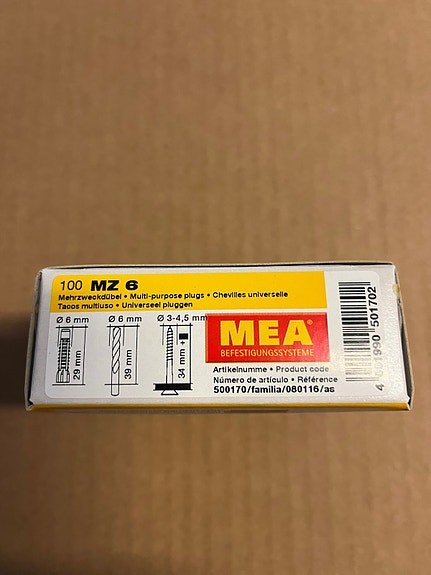 100 MZ 6
Mehrzweckdübel • Multi-purpose plugs • Chevilles universelle
Tacos multiuso • Universeel pluggen
Ø 6 mm Ø 6 mm Ø 3-4,5 mm
29 mm
39 mm
34 mm +
MEA®
BEFESTIGUNGSSYSTEME
Artikelnumme • Product code
Número de artículo • Référence
500170/familia/080116/as
990 501702